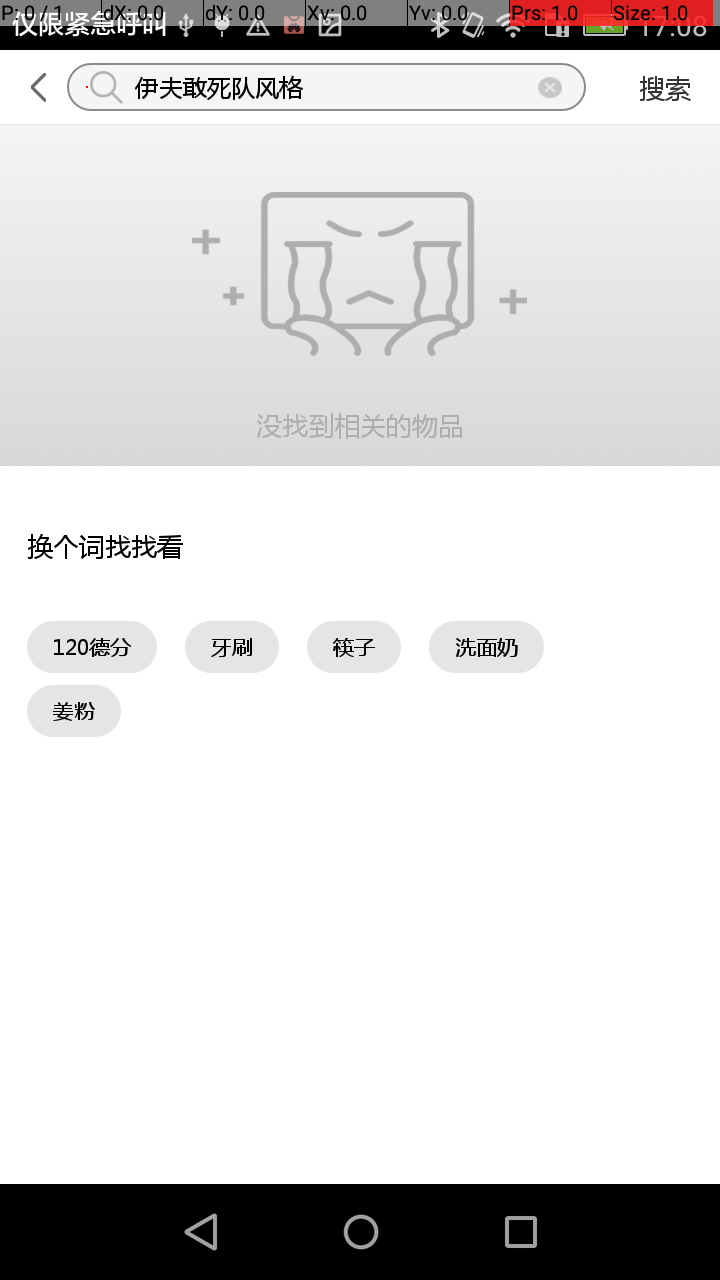 P: 0 / 1 dX: 0.0 dY: 0.0 Xv: 0.0 Yv: 0.0 Prs: 1.0 Size: 1.0
仅限紧急呼叫 17:08
伊夫敢死队风格 搜索
没找到相关的物品
换个词找找看
120德分 牙刷 筷子 洗面奶
姜粉